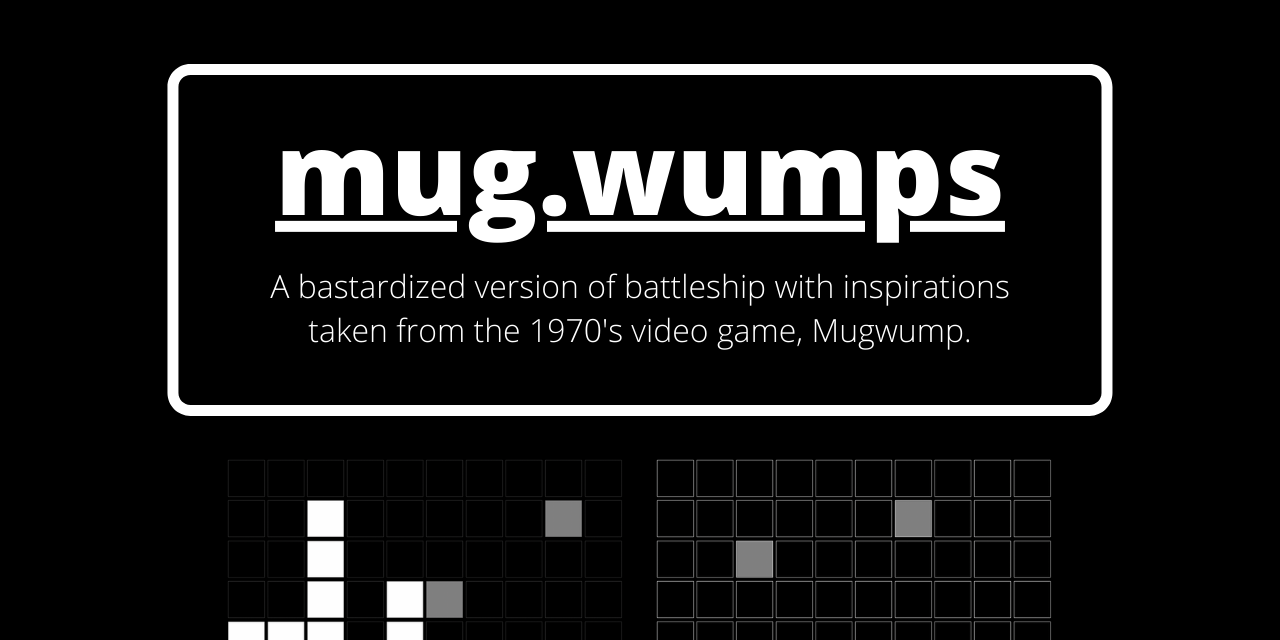 mug.wumps
A bastardized version of battleship with inspirations
taken from the 1970's video game, Mugwump.